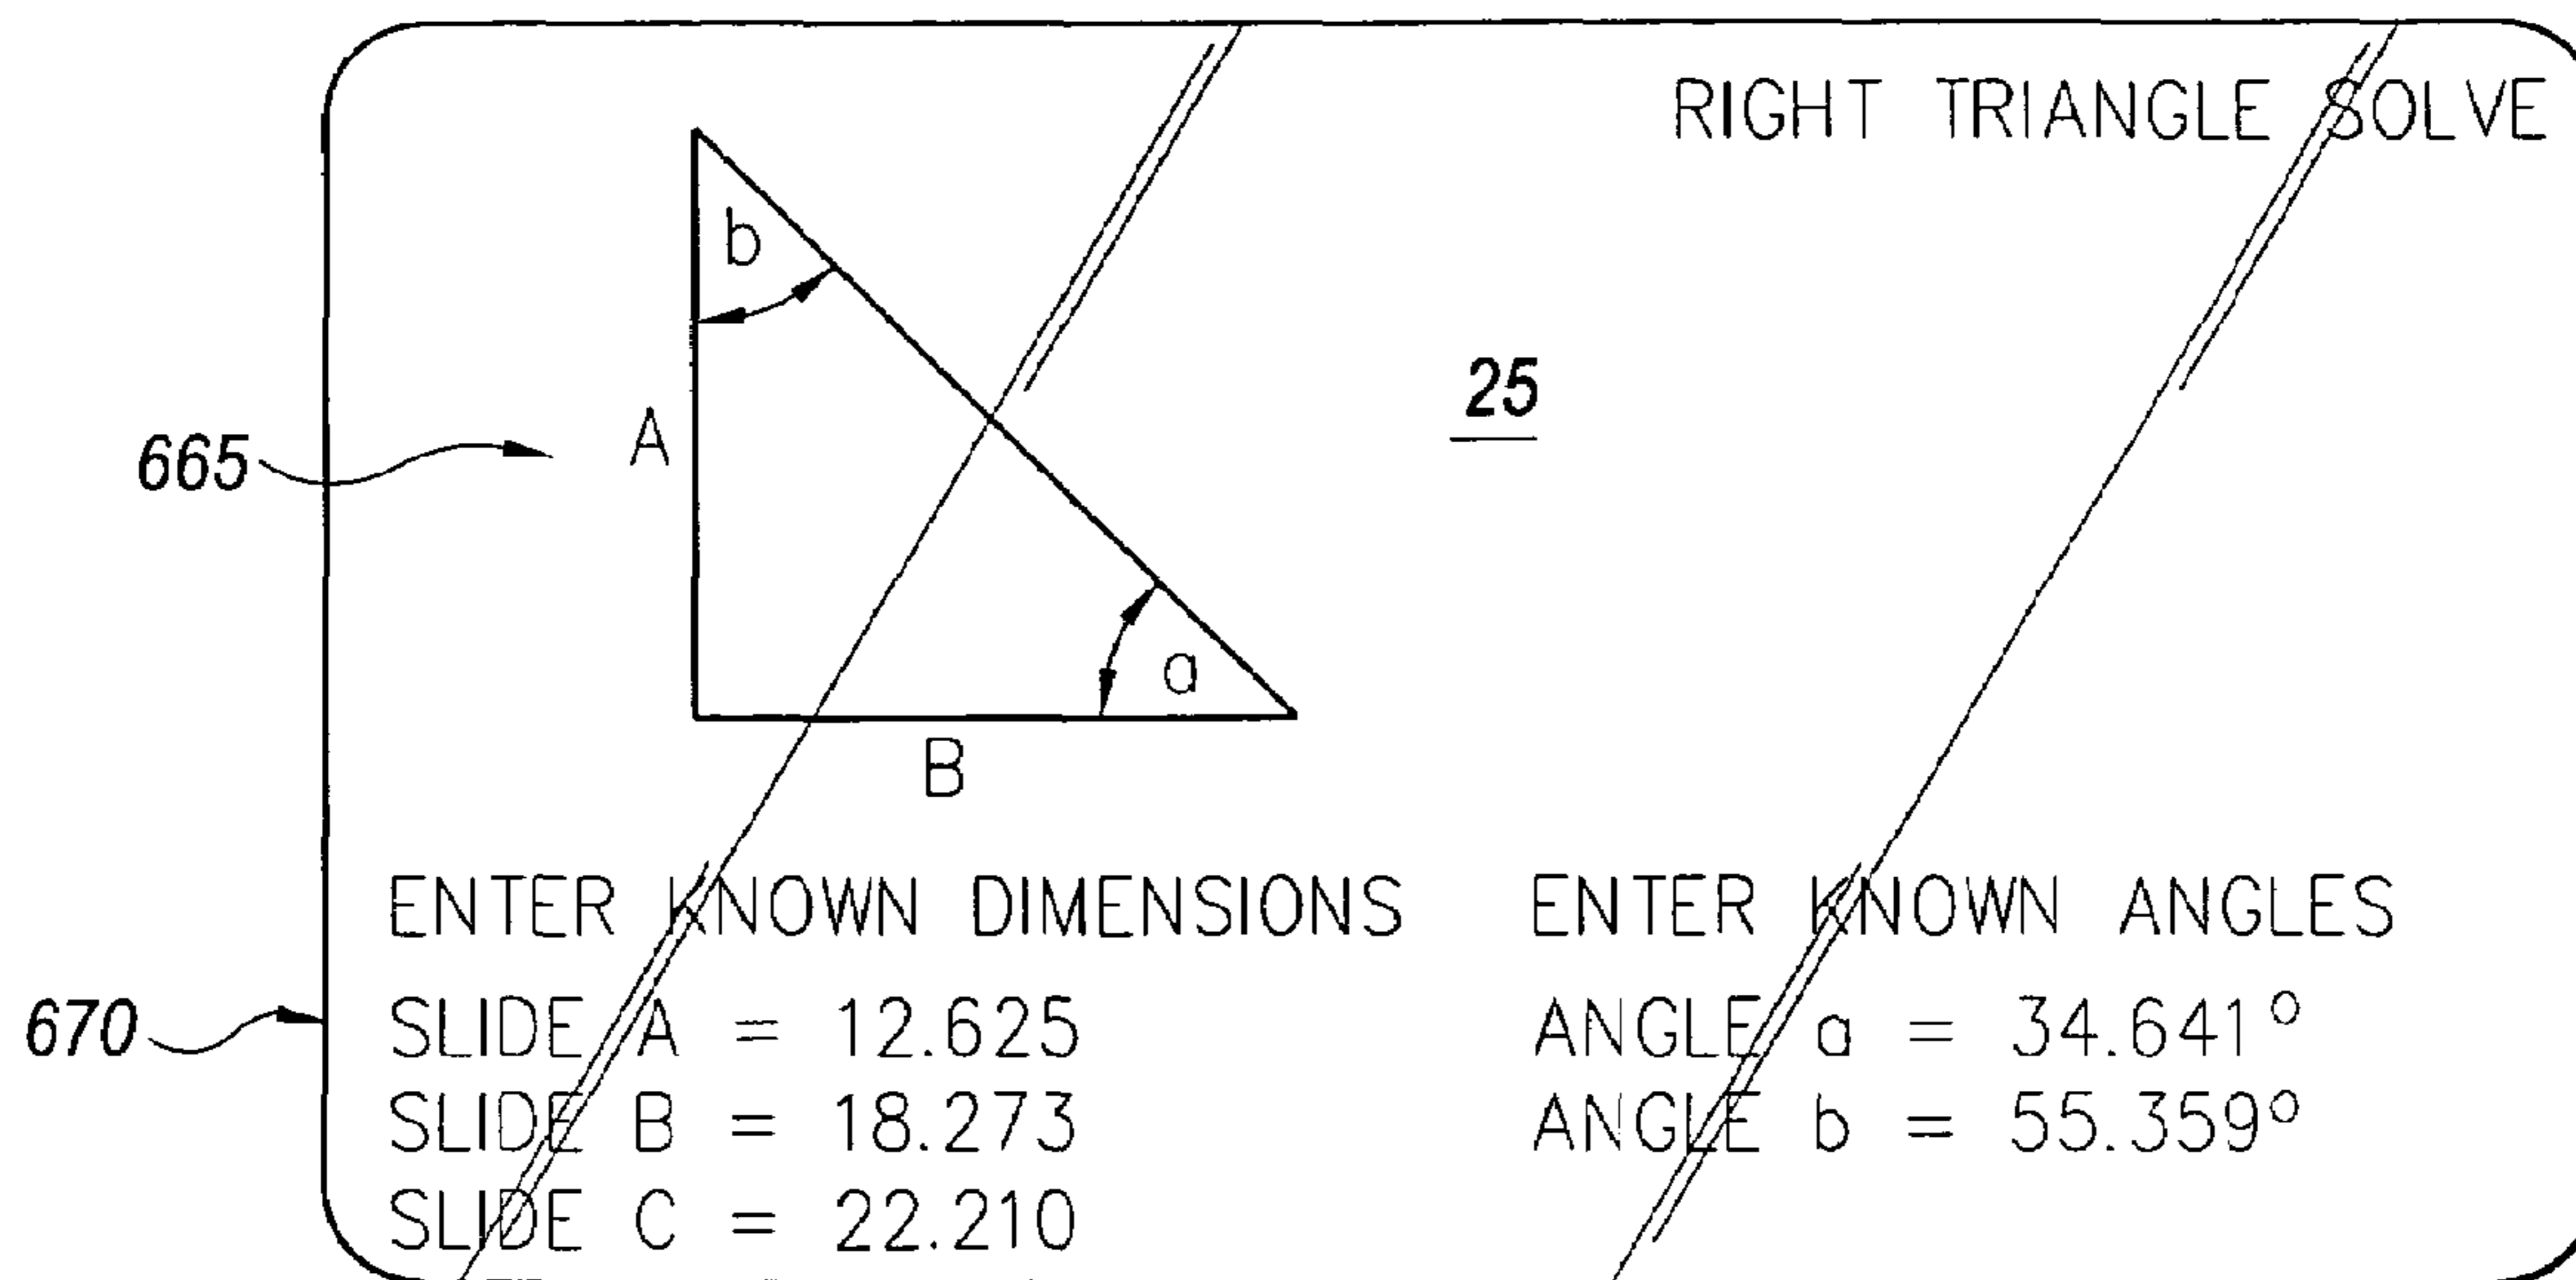 RIGHT TRIANGLE SOLVE
b
25
A
665
a
B
ENTER KNOWN DIMENSIONS ENTER KNOWN ANGLES
670
SLIDE A = 12.625 ANGLE a = 34.641°
SLIDE B = 18.273 ANGLE b = 55.359°
SLIDE C = 22.210